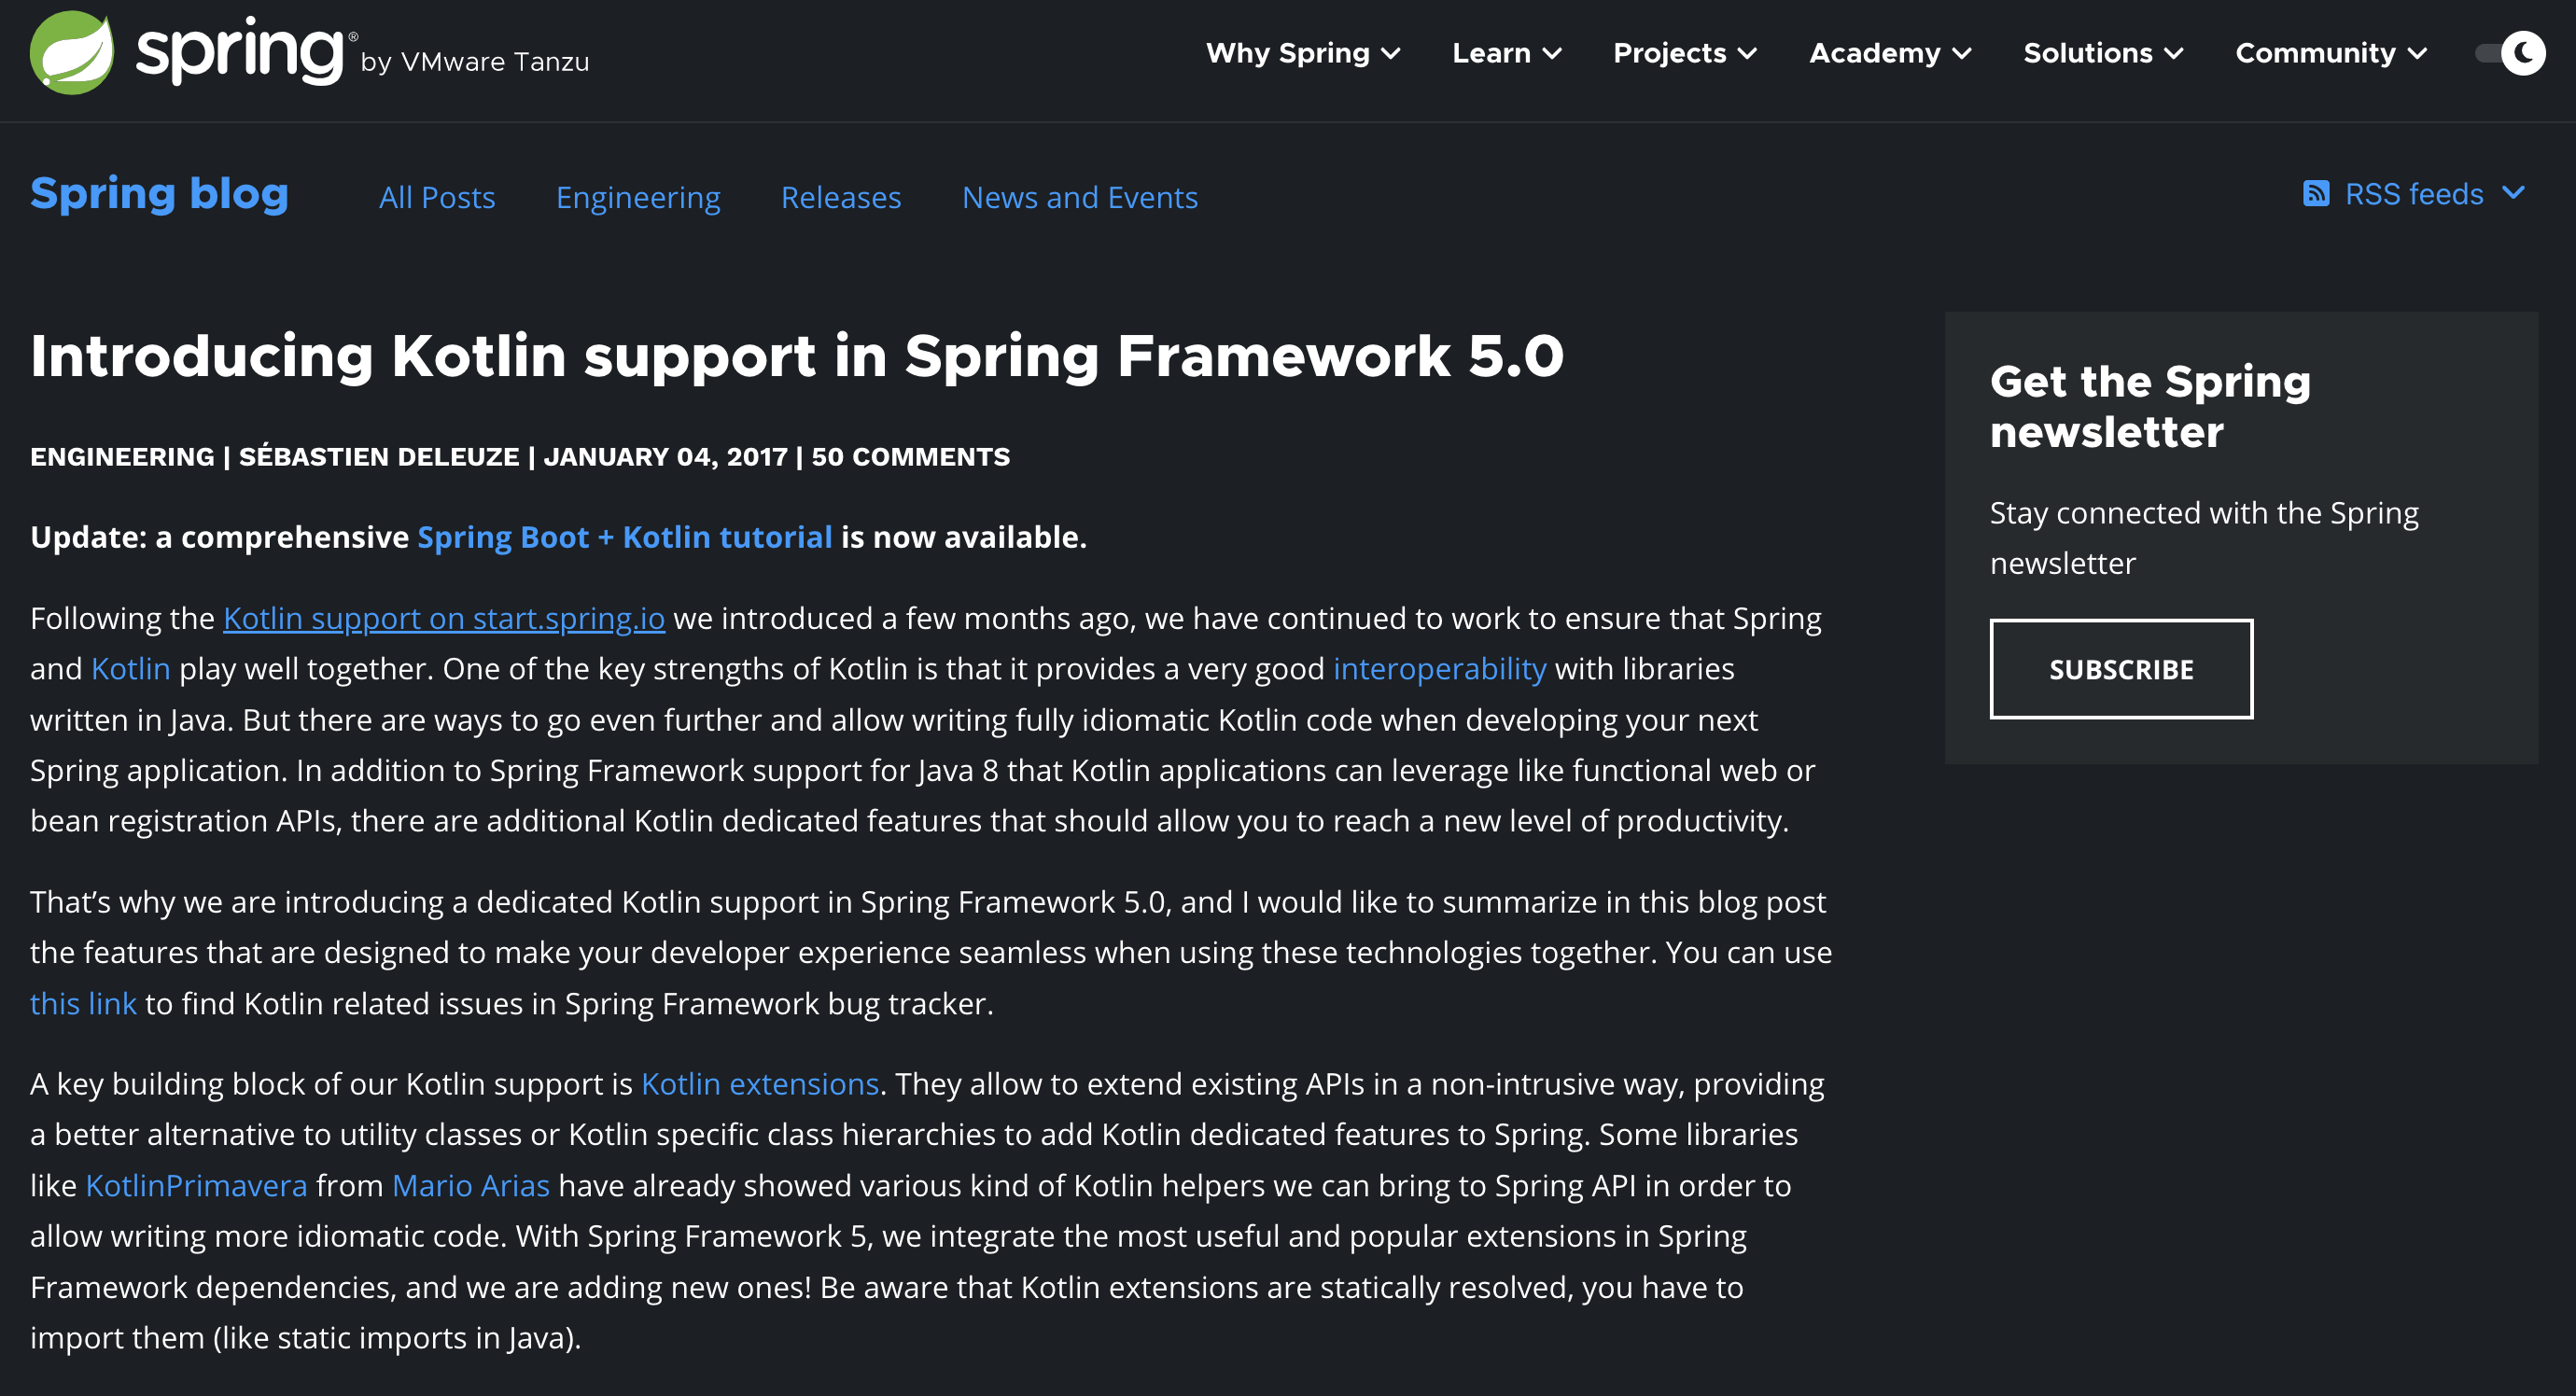 spring® by VMware Tanzu
Why Spring
Learn
Projects
Academy
Solutions
Community
Spring blog
All Posts
Engineering
Releases
News and Events
RSS feeds
Introducing Kotlin support in Spring Framework 5.0
ENGINEERING | SÉBASTIEN DELEUZE | JANUARY 04, 2017 | 50 COMMENTS
Update: a comprehensive Spring Boot + Kotlin tutorial is now available.
Following the Kotlin support on start.spring.io we introduced a few months ago, we have continued to work to ensure that Spring
and Kotlin play well together. One of the key strengths of Kotlin is that it provides a very good interoperability with libraries
written in Java. But there are ways to go even further and allow writing fully idiomatic Kotlin code when developing your next
Spring application. In addition to Spring Framework support for Java 8 that Kotlin applications can leverage like functional web or
bean registration APIs, there are additional Kotlin dedicated features that should allow you to reach a new level of productivity.
That’s why we are introducing a dedicated Kotlin support in Spring Framework 5.0, and I would like to summarize in this blog post
the features that are designed to make your developer experience seamless when using these technologies together. You can use
this link to find Kotlin related issues in Spring Framework bug tracker.
A key building block of our Kotlin support is Kotlin extensions. They allow to extend existing APIs in a non-intrusive way, providing
a better alternative to utility classes or Kotlin specific class hierarchies to add Kotlin dedicated features to Spring. Some libraries
like KotlinPrimavera from Mario Arias have already showed various kind of Kotlin helpers we can bring to Spring API in order to
allow writing more idiomatic code. With Spring Framework 5, we integrate the most useful and popular extensions in Spring
Framework dependencies, and we are adding new ones! Be aware that Kotlin extensions are statically resolved, you have to
import them (like static imports in Java).
Get the Spring
newsletter
Stay connected with the Spring
newsletter
SUBSCRIBE